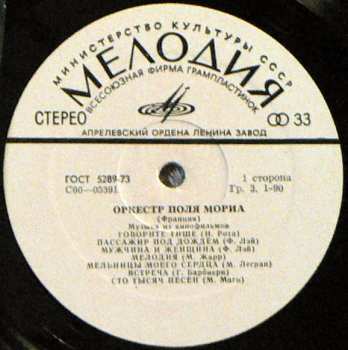 МИНИСТЕРСТВО КУЛЬТУРЫ СССР
МЕЛОДИЯ
ВСЕСОЮЗНАЯ ФИРМА ГРАМПЛАСТИНОК
СТЕРЕО
33
АПРЕЛЕВСКИЙ ОРДЕНА ЛЕНИНА ЗАВОД
ГОСТ 5289-73
1 сторона
С60—05391
Гр. 3. 1-90
ОРКЕСТР ПОЛЯ МОРИА
(Франция)
Музыка из кинофильмов
ГОВОРИТЕ ТИШЕ (Н. Рота)
ПАССАЖИР ПОД ДОЖДЕМ (Ф. Лэй)
МУЖЧИНА И ЖЕНЩИНА (Ф. Лэй)
МЕЛОДИЯ (М. Жарр)
МЕЛЬНИЦЫ МОЕГО СЕРДЦА (М. Легран)
ВСТРЕЧА (Г. Барбиери)
СТО ТЫСЯЧ ПЕСЕН (М. Маги)